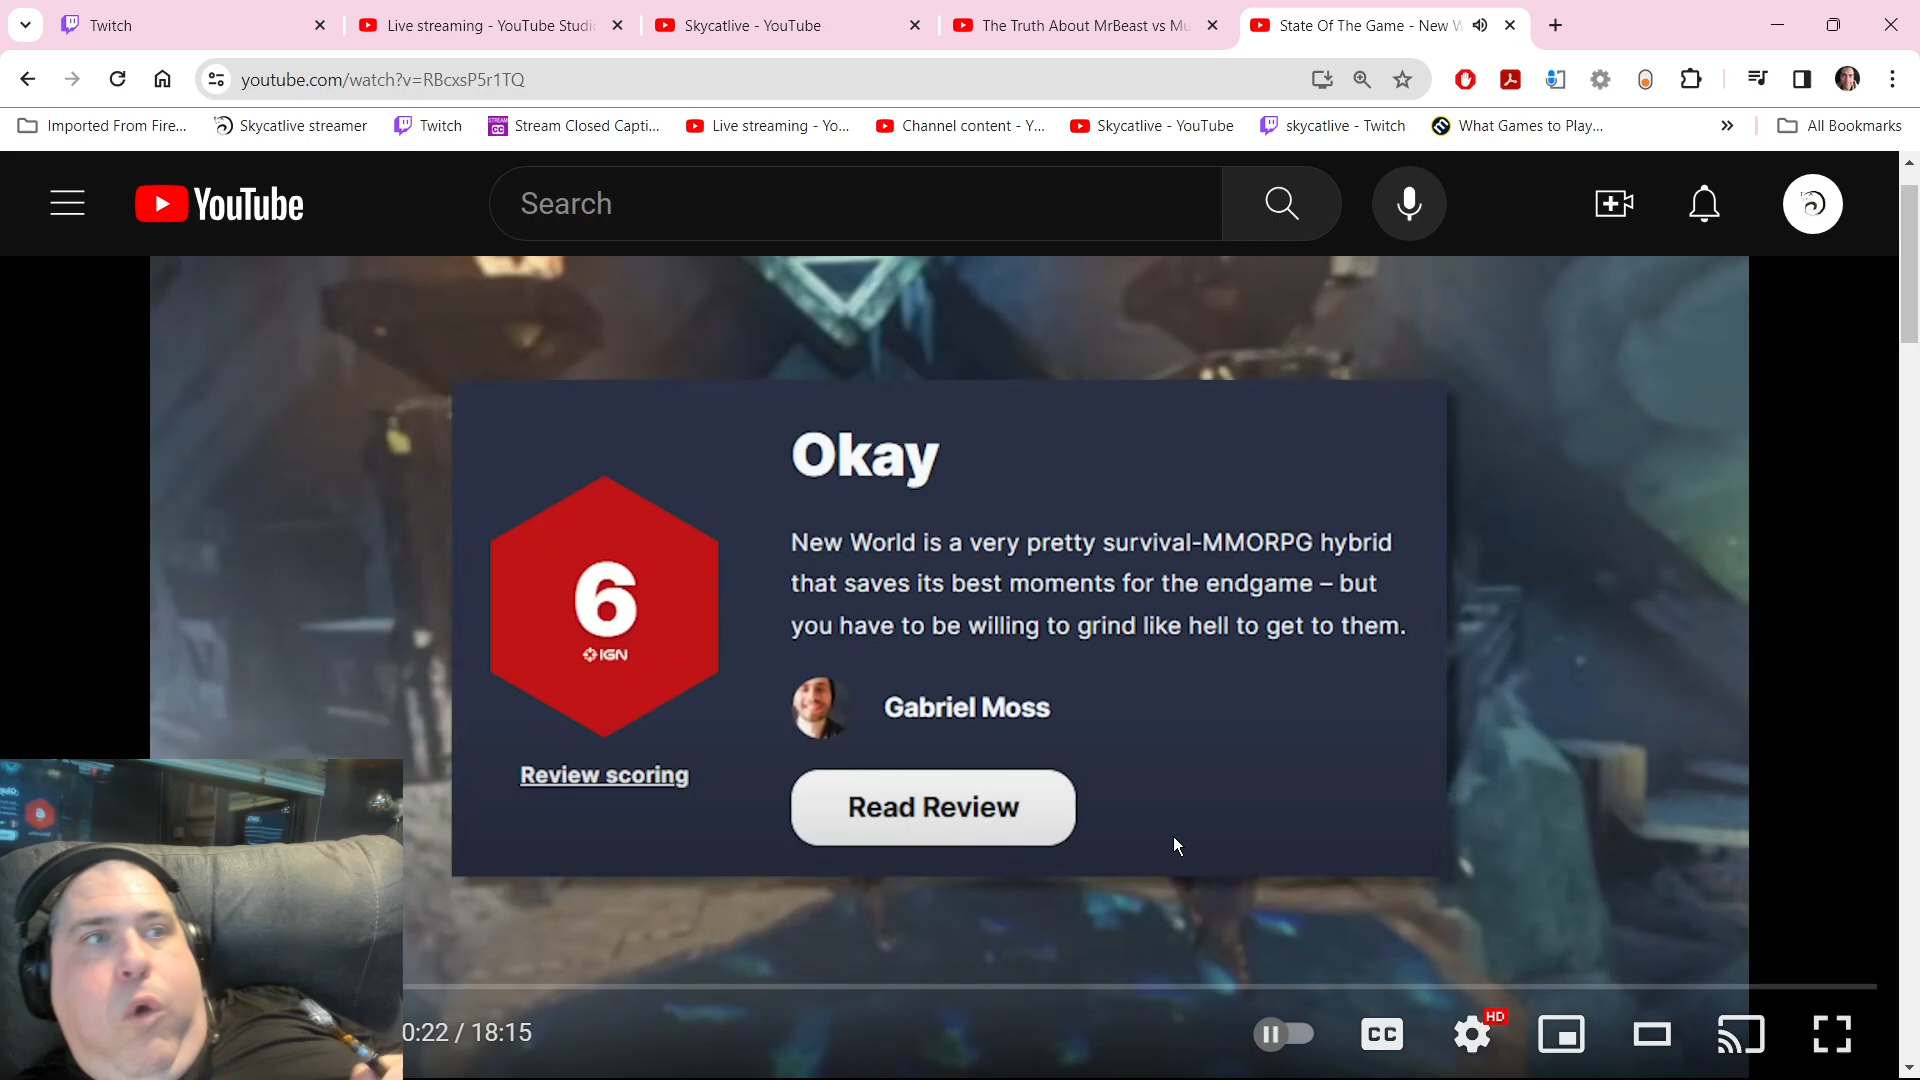 Twitch
Live streaming - YouTube Studi
Skycatlive - YouTube
The Truth About MrBeast vs Mu
State Of The Game - New W
youtube.com/watch?v=RBcxsP5r1TQ
Imported From Fire...
Skycatlive streamer
Twitch
STREAM CC
Stream Closed Capti...
Live streaming - Yo...
Channel content - Y...
Skycatlive - YouTube
skycatlive - Twitch
What Games to Play...
All Bookmarks
YouTube
Search
Okay
New World is a very pretty survival-MMORPG hybrid
that saves its best moments for the endgame – but
you have to be willing to grind like hell to get to them.
6
IGN
Gabriel Moss
Review scoring
Read Review
0:22 / 18:15
CC
HD